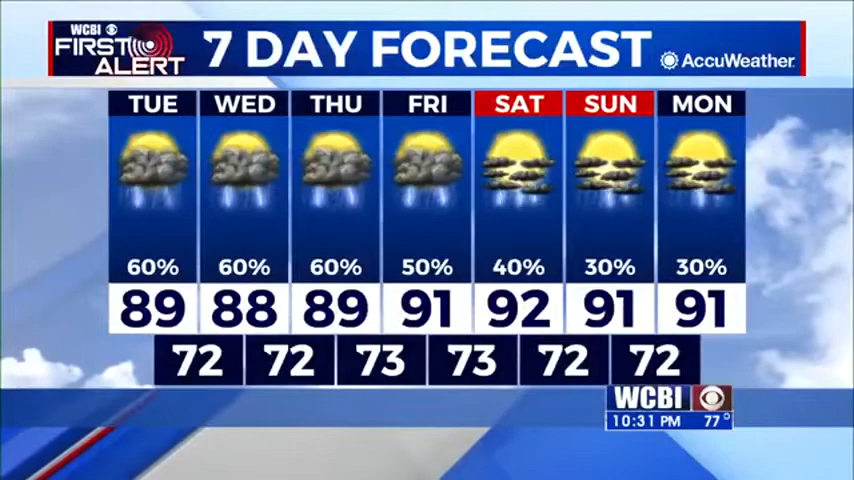 WCBI
FIRST
ALERT
7 DAY FORECAST
AccuWeather
TUE WED THU FRI SAT SUN MON
60% 60% 60% 50% 40% 30% 30%
89 88 89 91 92 91 91
72 72 73 73 72 72
WCBI
10:31 PM 77°